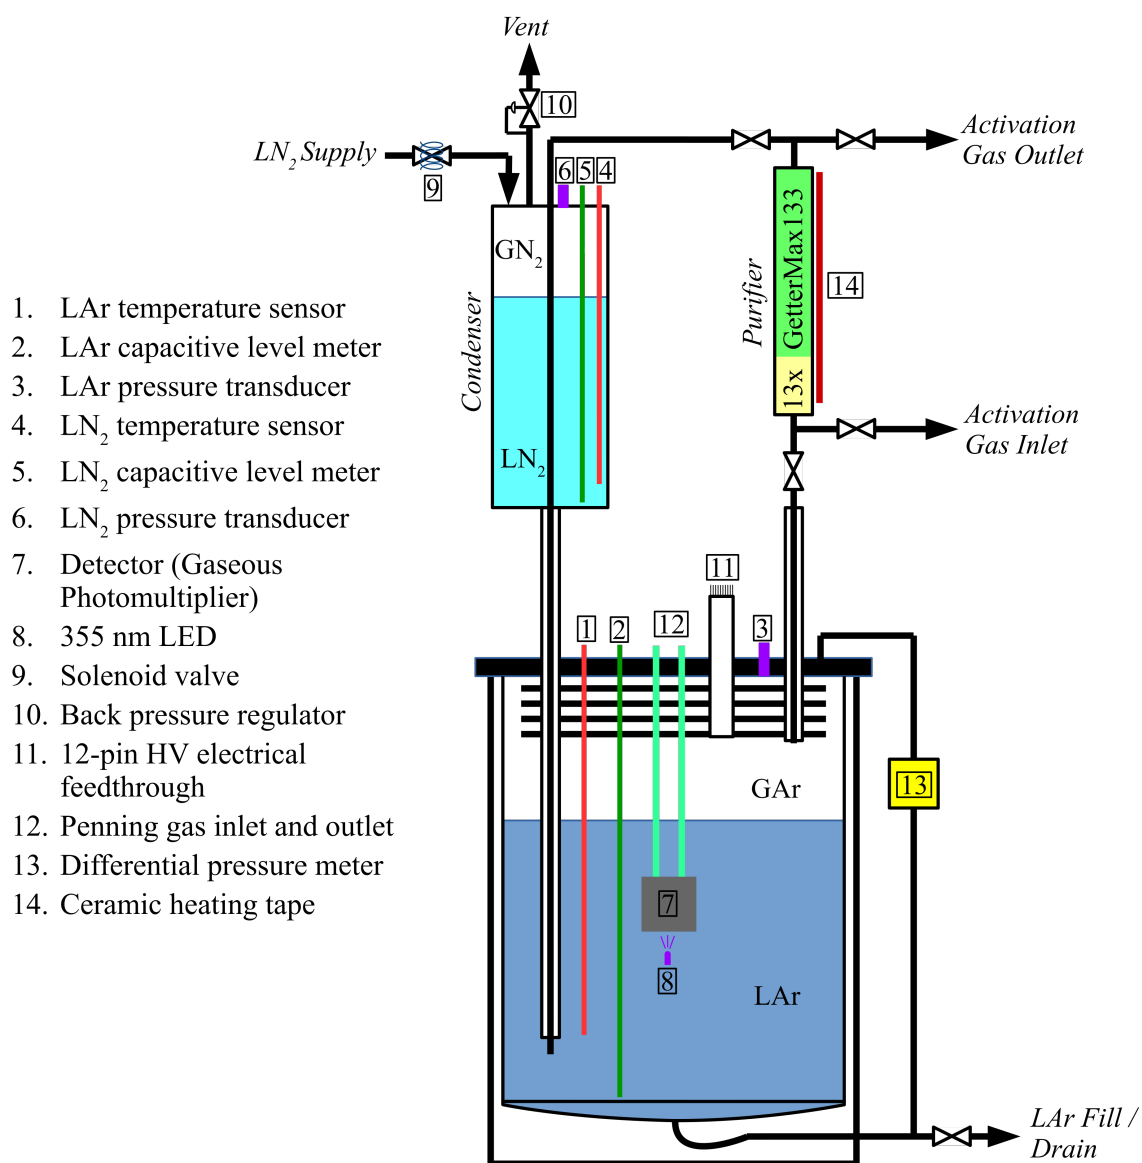 Vent
10
LN2 Supply
9
6
5
4
Activation
Gas Outlet
GN2
Condenser
LN2
Purifier
GetterMax133
13x
14
Activation
Gas Inlet
1. LAr temperature sensor
2. LAr capacitive level meter
3. LAr pressure transducer
4. LN2 temperature sensor
5. LN2 capacitive level meter
6. LN2 pressure transducer
7. Detector (Gaseous
Photomultiplier)
8. 355 nm LED
9. Solenoid valve
10. Back pressure regulator
11. 12-pin HV electrical
feedthrough
12. Penning gas inlet and outlet
13. Differential pressure meter
14. Ceramic heating tape
11
1
2
12
3
GAr
13
7
8
LAr
LAr Fill /
Drain